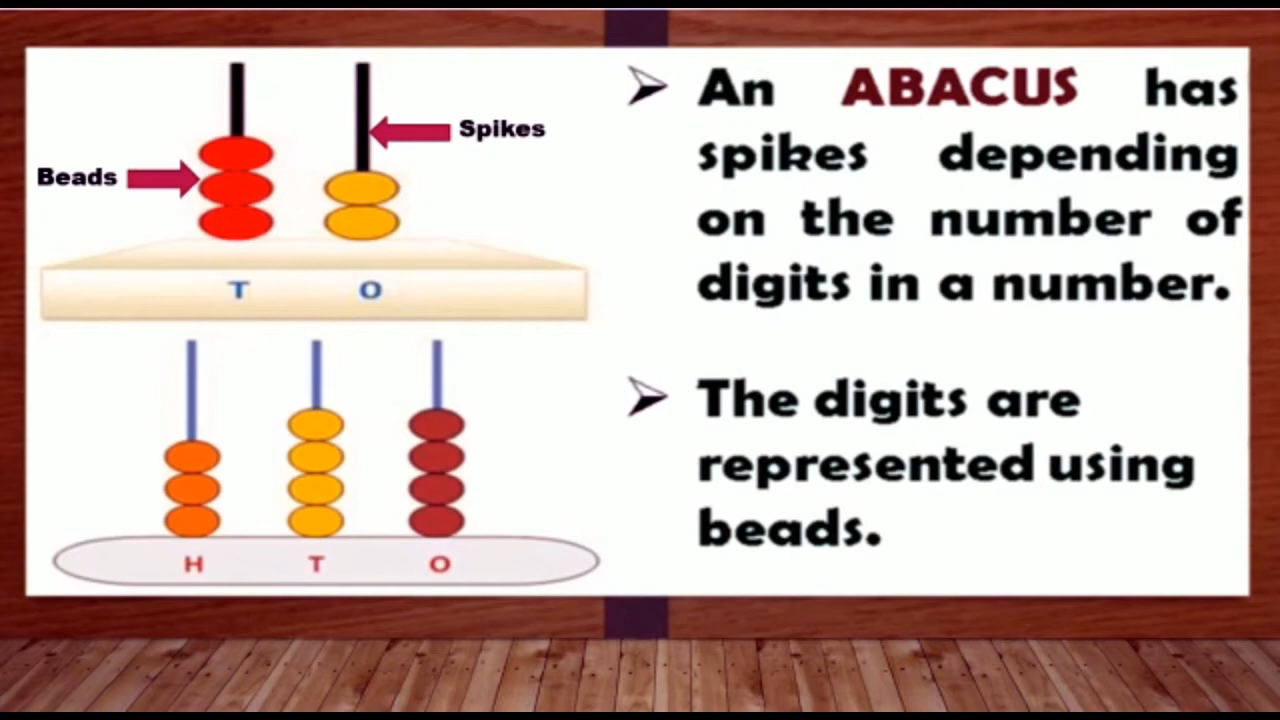 Spikes
Beads
T O
H T O
An ABACUS has
spikes depending
on the number of
digits in a number.
The digits are
represented using
beads.